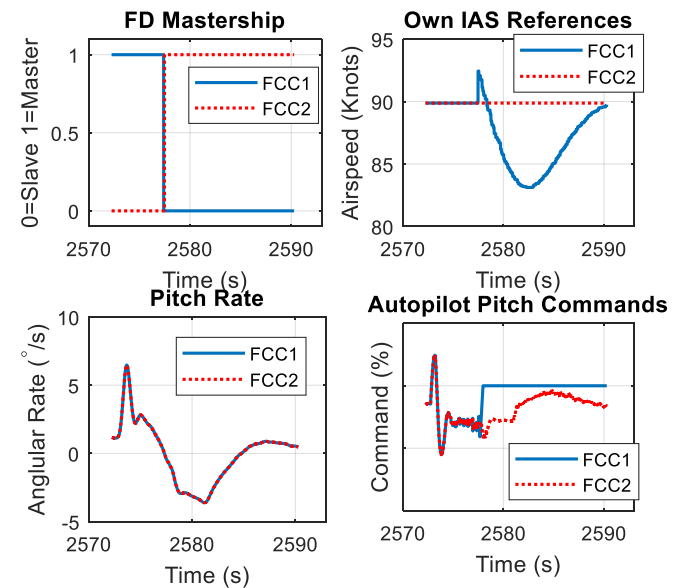 FD Mastership
0=Slave 1=Master
1
0.5
0
FCC1
FCC2
2570
2580
2590
Time (s)
Own IAS References
Airspeed (Knots)
95
90
85
80
FCC1
FCC2
2570
2580
2590
Time (s)
Pitch Rate
Anglular Rate (°/s)
10
5
0
-5
FCC1
FCC2
2570
2580
2590
Time (s)
Autopilot Pitch Commands
Command (%)
FCC1
FCC2
2570
2580
2590
Time (s)